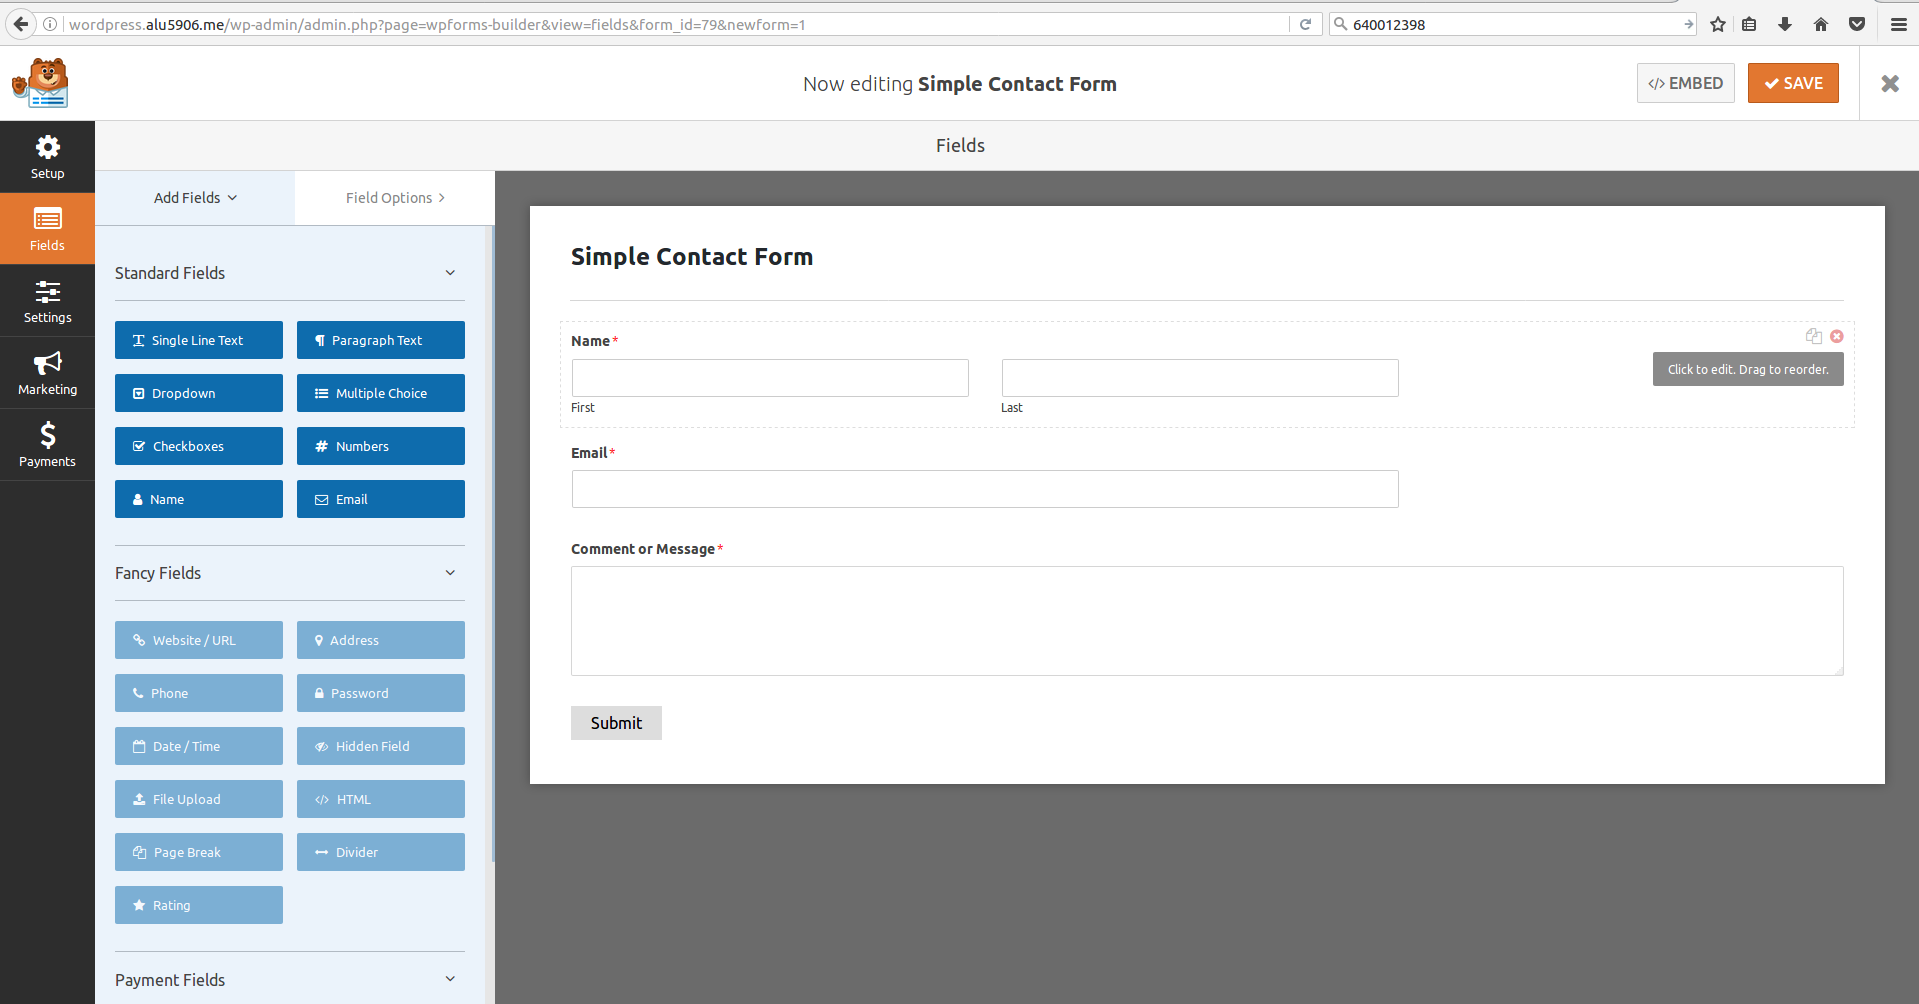 wordpress.alu5906.me/wp-admin/admin.php?page=wpforms-builder&view=fields&form_id=79&newform=1
640012398
Now editing Simple Contact Form
</> EMBED
SAVE
Setup
Fields
Settings
Marketing
Payments
Fields
Add Fields
Field Options
Standard Fields
Single Line Text
Paragraph Text
Dropdown
Multiple Choice
Checkboxes
# Numbers
Name
Email
Fancy Fields
Website / URL
Address
Phone
Password
Date / Time
Hidden Field
File Upload
</> HTML
Page Break
Divider
Rating
Payment Fields
Simple Contact Form
Name*
Click to edit. Drag to reorder.
First
Last
Email*
Comment or Message*
Submit